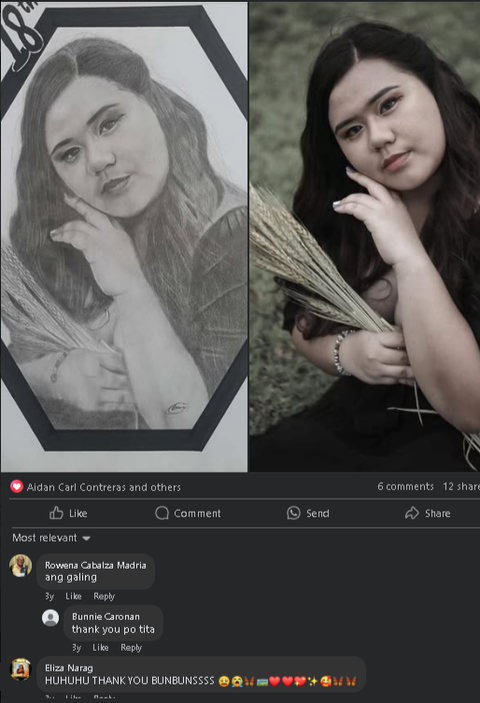 18th
Aidan Carl Contreras and others
6 comments 12 share
Like Comment Send Share
Most relevant
Rowena Cabalza Madria
ang galing
3y Like Reply
Bunnie Caronan
thank you po tita
3y Like Reply
Eliza Narag
HUHUHU THANK YOU BUNBUNSSSS 😄😭🦋🎫❤️❤️💖✨🥰🦋🦋